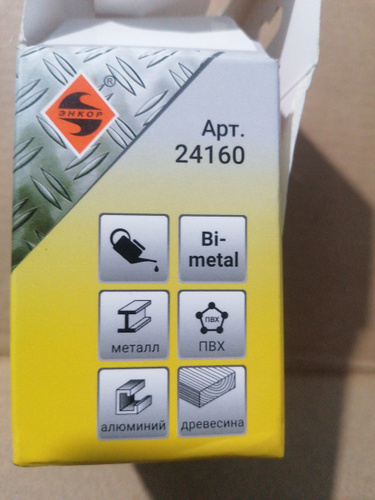 ЭНКОР
®
Арт.
24160
Bi-
metal
металл
ПВХ
ПВХ
алюминий
древесина